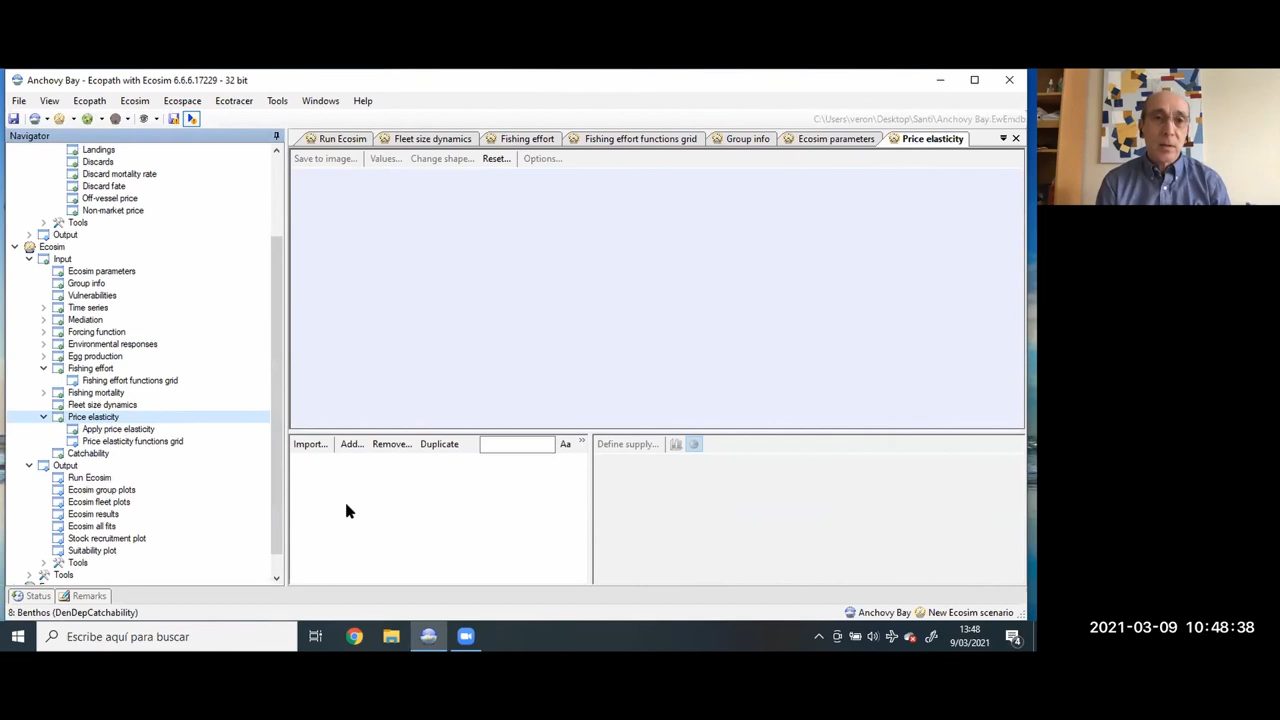 Anchovy Bay - Ecopath with Ecosim 6.6.6.17229 - 32 bit
File View Ecopath Ecosim Ecospace Ecotracer Tools Windows Help
C:\Users\veron\Desktop\Santi\Anchovy Bay.EwEmdb
Navigator
Landings
Discards
Discard mortality rate
Discard fate
Off-vessel price
Non-market price
Tools
Output
Ecosim
Input
Ecosim parameters
Group info
Vulnerabilities
Time series
Mediation
Forcing function
Environmental responses
Egg production
Fishing effort
Fishing effort functions grid
Fishing mortality
Fleet size dynamics
Price elasticity
Apply price elasticity
Price elasticity functions grid
Catchability
Output
Run Ecosim
Ecosim group plots
Ecosim fleet plots
Ecosim results
Ecosim all fits
Stock recruitment plot
Suitability plot
Tools
Tools
Run Ecosim Fleet size dynamics Fishing effort Fishing effort functions grid Group info Ecosim parameters Price elasticity
Save to image... Values... Change shape... Reset... Options...
Import... Add... Remove... Duplicate Aa Define supply...
Status Remarks
8: Benthos (DenDepCatchability) Anchovy Bay New Ecosim scenario
Escribe aquí para buscar
13:48
9/03/2021
4
2021-03-09 10:48:38